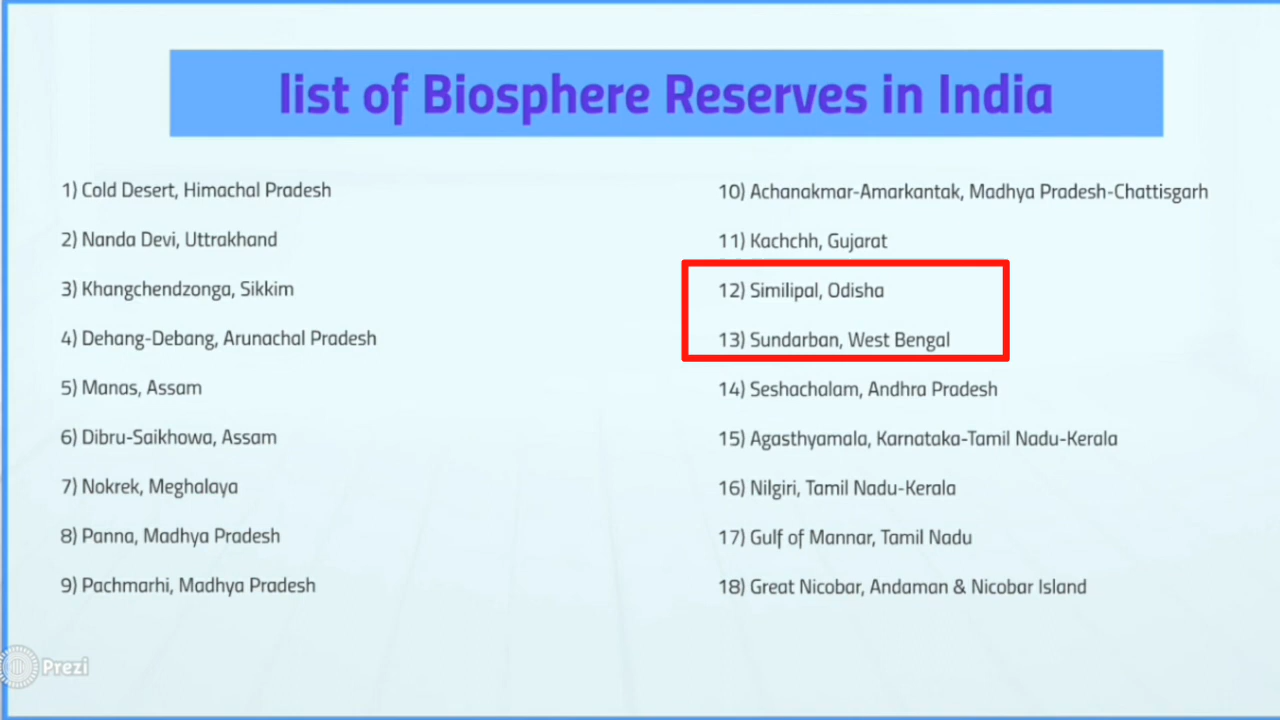 list of Biosphere Reserves in India
1) Cold Desert, Himachal Pradesh
2) Nanda Devi, Uttrakhand
3) Khangchendzonga, Sikkim
4) Dehang-Debang, Arunachal Pradesh
5) Manas, Assam
6) Dibru-Saikhowa, Assam
7) Nokrek, Meghalaya
8) Panna, Madhya Pradesh
9) Pachmarhi, Madhya Pradesh
10) Achanakmar-Amarkantak, Madhya Pradesh-Chattisgarh
11) Kachchh, Gujarat
12) Similipal, Odisha
13) Sundarban, West Bengal
14) Seshachalam, Andhra Pradesh
15) Agasthyamala, Karnataka-Tamil Nadu-Kerala
16) Nilgiri, Tamil Nadu-Kerala
17) Gulf of Mannar, Tamil Nadu
18) Great Nicobar, Andaman & Nicobar Island
Prezi